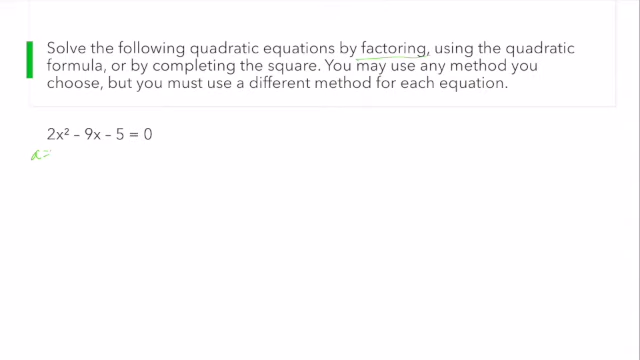 Solve the following quadratic equations by factoring, using the quadratic
formula, or by completing the square. You may use any method you
choose, but you must use a different method for each equation.
2x² – 9x – 5 = 0
a=